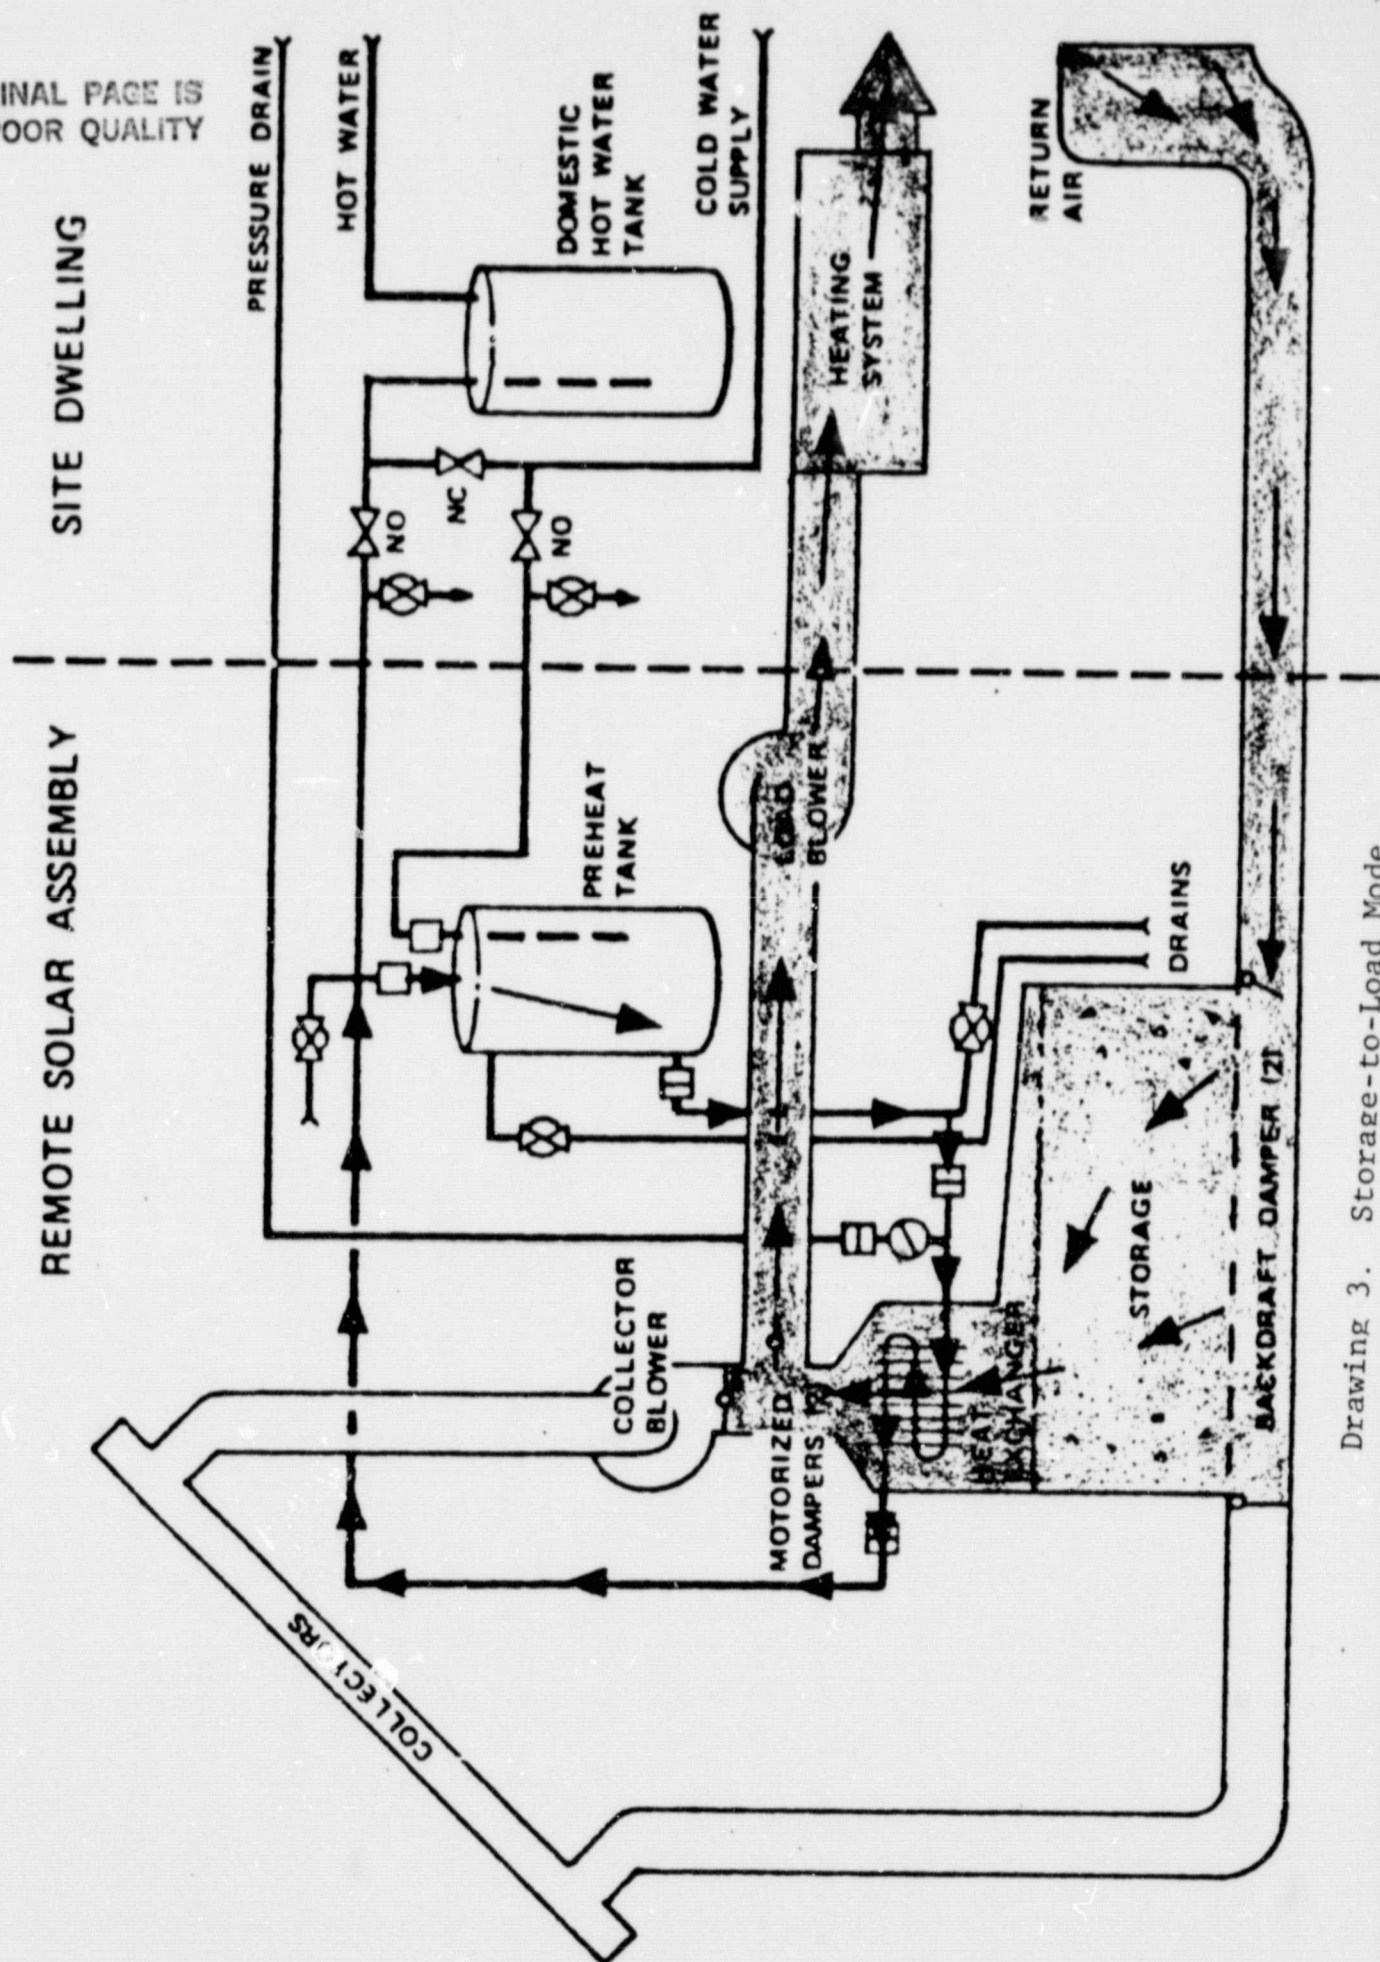 INAL PAGE IS
POOR QUALITY
REMOTE SOLAR ASSEMBLY
SITE DWELLING
PRESSURE DRAIN
HOT WATER
DOMESTIC
HOT WATER
TANK
COLD WATER
SUPPLY
NO
NC
NO
PREHEAT
TANK
COLLECTORS
COLLECTOR
BLOWER
MOTORIZED
DAMPERS
LOAD
BLOWER
HEATING
SYSTEM
RETURN
AIR
HEAT
EXCHANGER
DRAINS
STORAGE
BACKDRAFT DAMPER (2)
Drawing 3. Storage-to-Load Mode